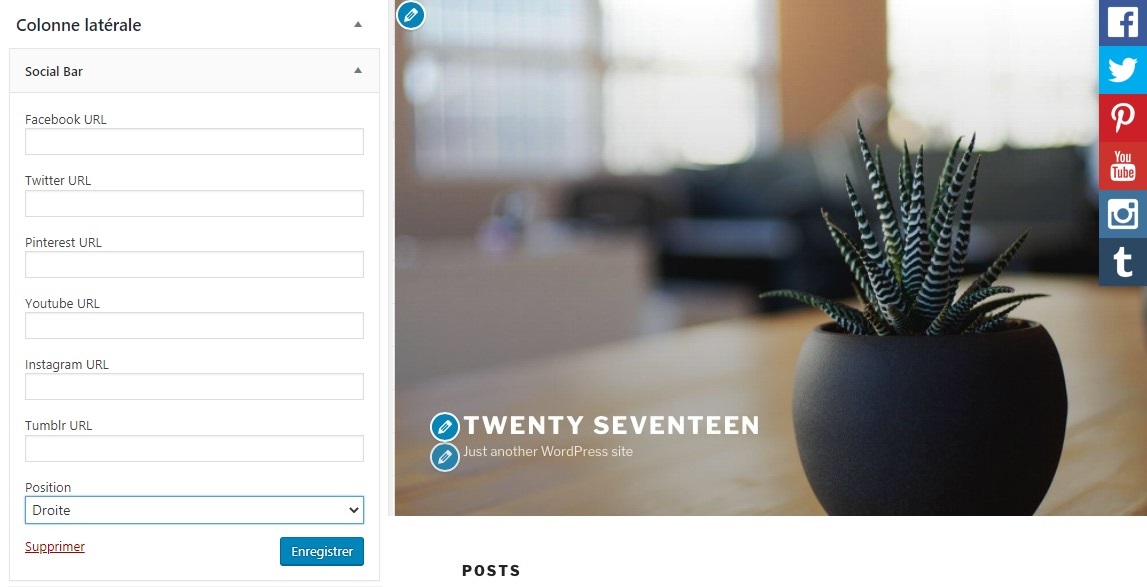 Colonne latérale
Social Bar
Facebook URL
Twitter URL
Pinterest URL
Youtube URL
Instagram URL
Tumblr URL
Position
Droite
Supprimer
Enregistrer
You
Tube
TWENTY SEVENTEEN
Just another WordPress site
POSTS